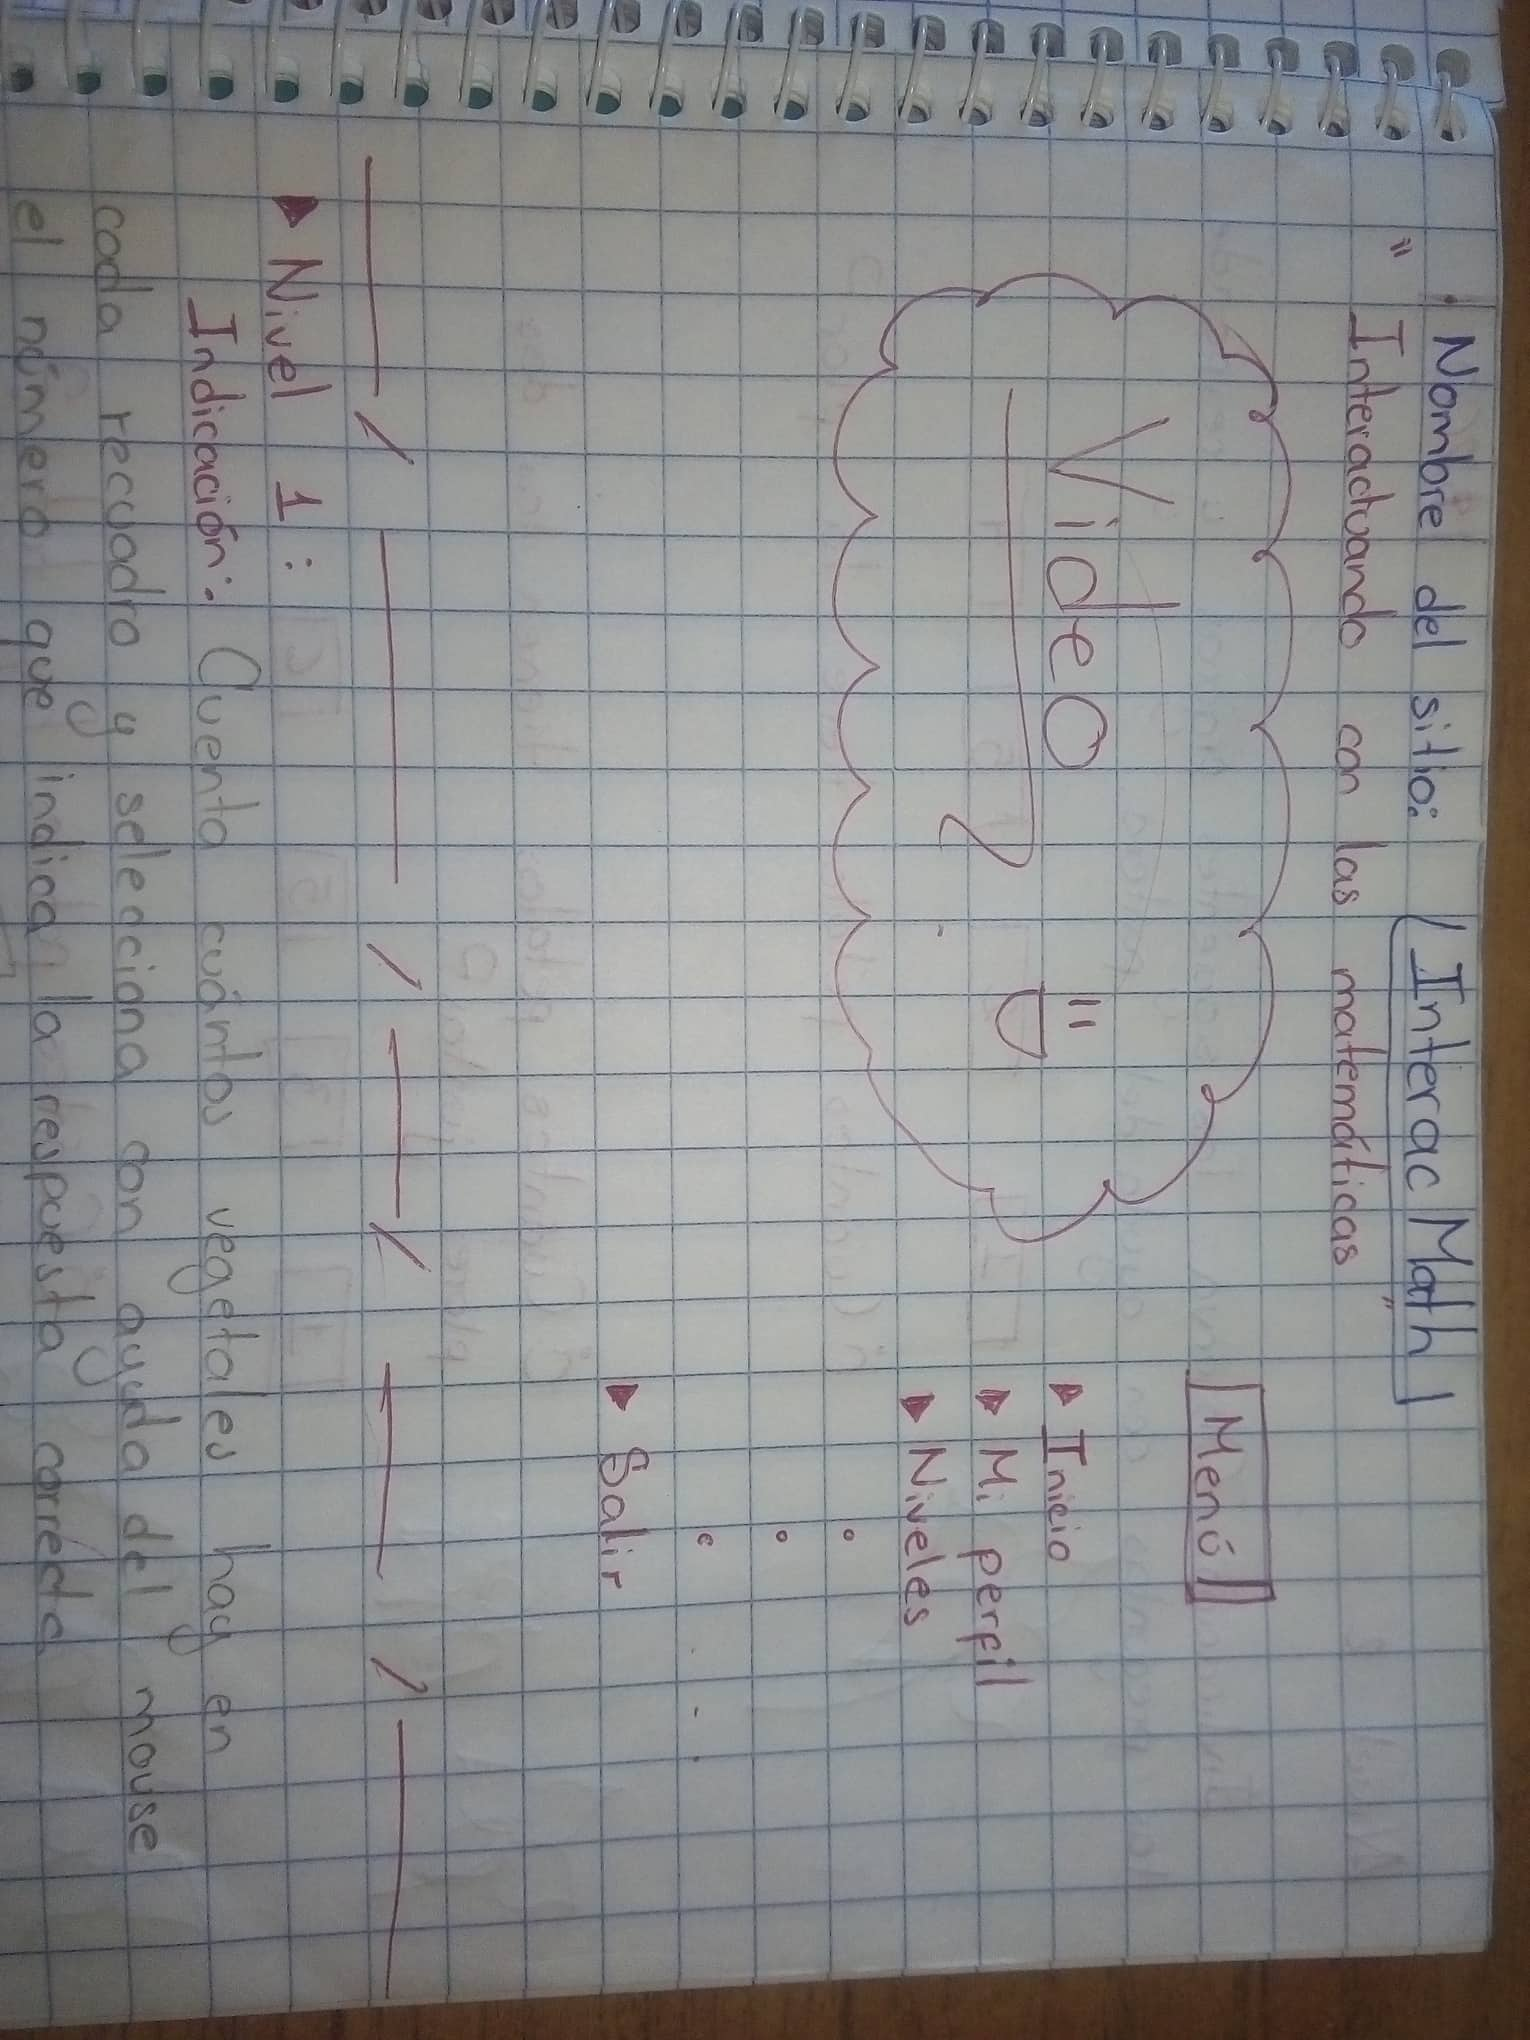 · Nombre del sitio: Interac Math
" Interactuando con las matemáticas "
Menú
Video
▸ Inicio
▸ Mi perfil
▸ Niveles
▸ Salir
▸ Nivel 1 :
Indicación: Cuenta cuántos vegetales hay en
cada recuadro y selecciona con ayuda del mouse
el número que indica la respuesta correcta